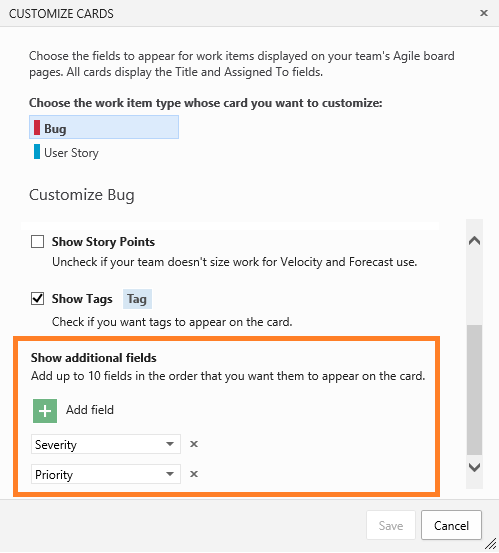 CUSTOMIZE CARDS
Choose the fields to appear for work items displayed on your team's Agile board
pages. All cards display the Title and Assigned To fields.
Choose the work item type whose card you want to customize:
Bug
User Story
Customize Bug
Show Story Points
Uncheck if your team doesn't size work for Velocity and Forecast use.
Show Tags Tag
Check if you want tags to appear on the card.
Show additional fields
Add up to 10 fields in the order that you want them to appear on the card.
Add field
Severity
Priority
Save Cancel